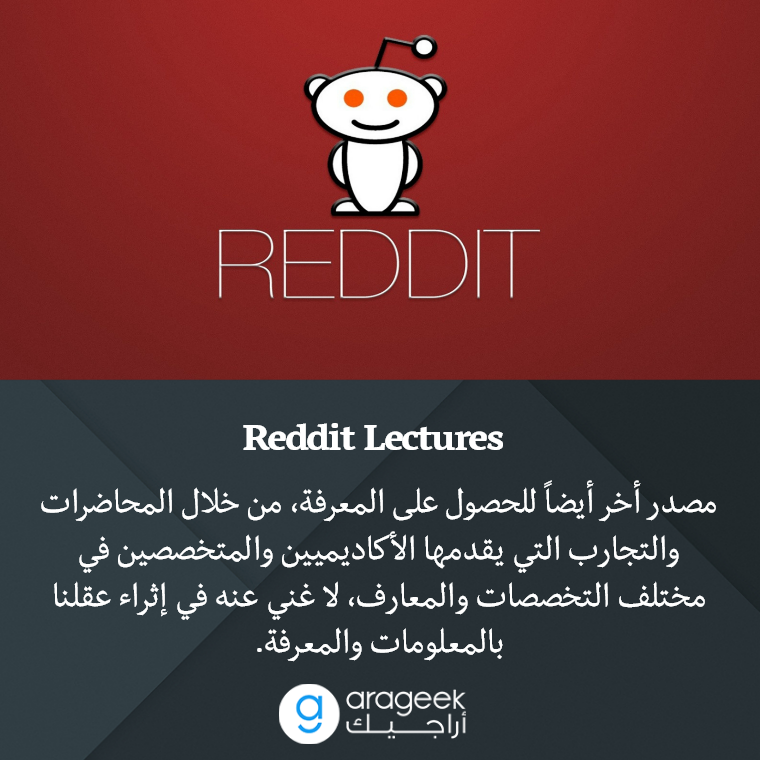 REDDIT
Reddit Lectures
مصدر أخر أيضاً للحصول على المعرفة، من خلال المحاضرات
والتجارب التي يقدمها الأكاديميين والمتخصصين في
مختلف التخصصات والمعارف، لا غني عنه في إثراء عقلنا
بالمعلومات والمعرفة.
arageek
أراجيـــك